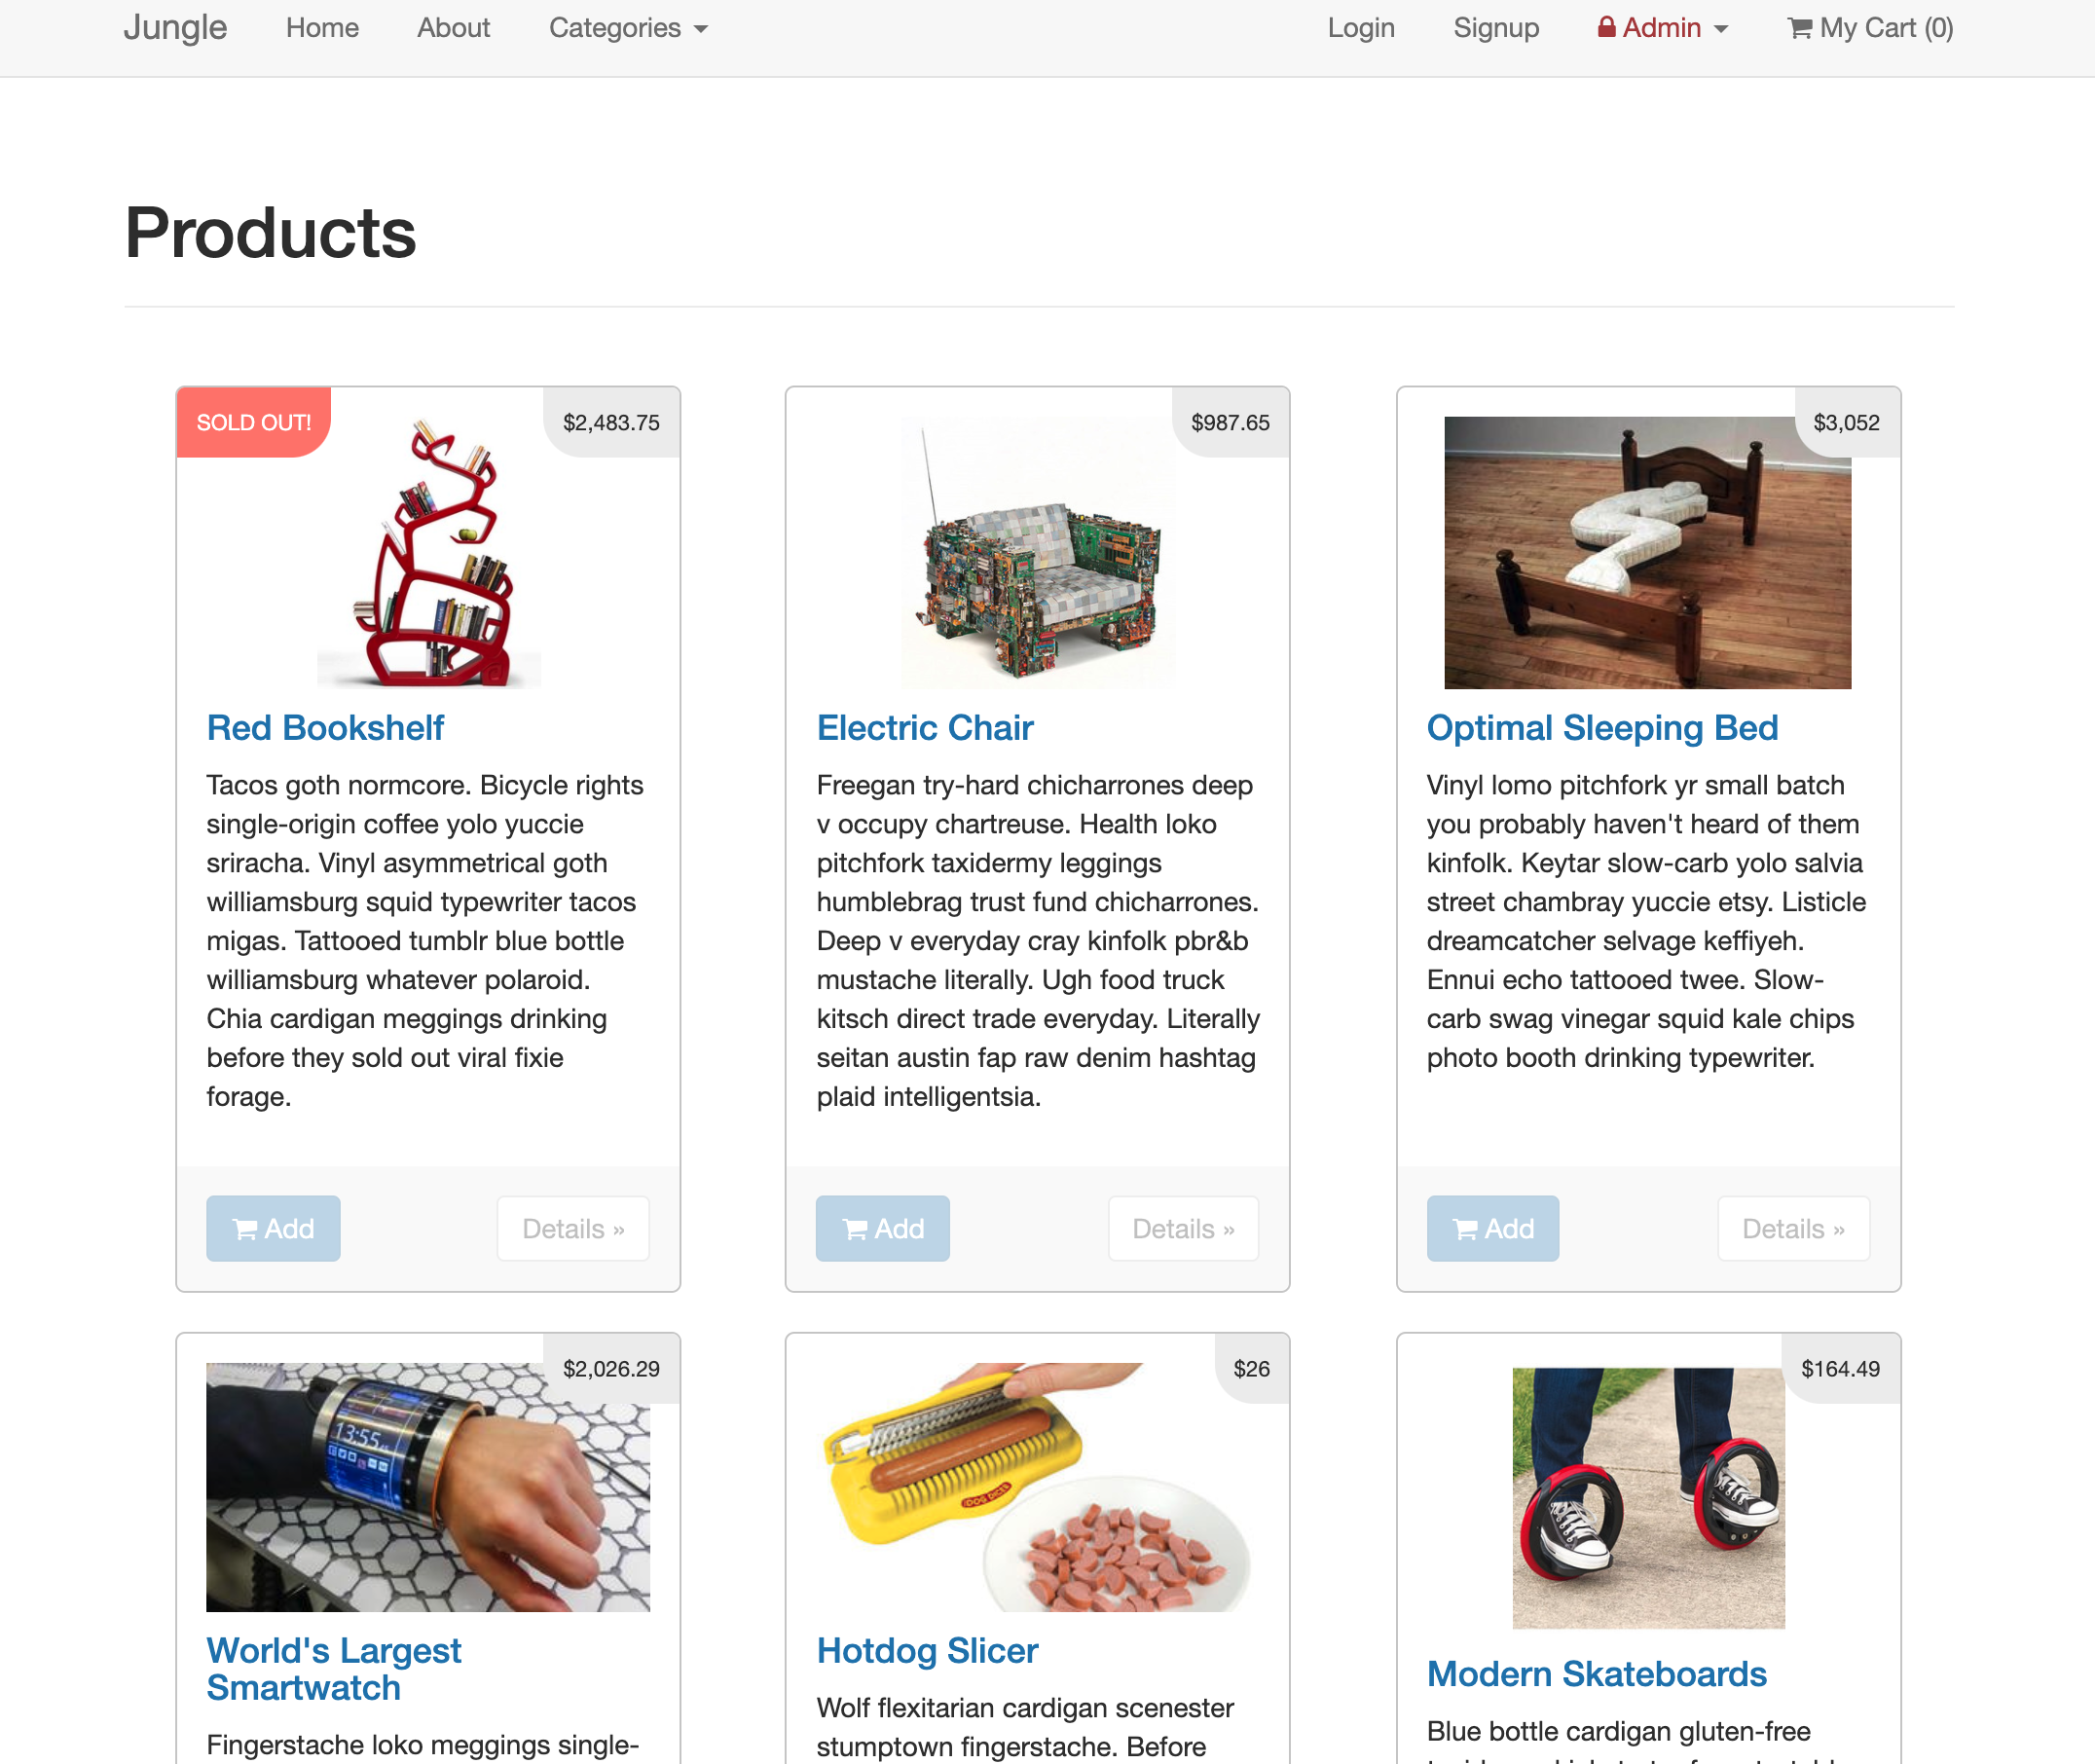 Jungle Home About Categories Login Signup Admin My Cart (0)
Products
SOLD OUT! $2,483.75
Red Bookshelf
Tacos goth normcore. Bicycle rights
single-origin coffee yolo yuccie
sriracha. Vinyl asymmetrical goth
williamsburg squid typewriter tacos
migas. Tattooed tumblr blue bottle
williamsburg whatever polaroid.
Chia cardigan meggings drinking
before they sold out viral fixie
forage.
Add Details »
$987.65
Electric Chair
Freegan try-hard chicharrones deep
v occupy chartreuse. Health loko
pitchfork taxidermy leggings
humblebrag trust fund chicharrones.
Deep v everyday cray kinfolk pbr&b
mustache literally. Ugh food truck
kitsch direct trade everyday. Literally
seitan austin fap raw denim hashtag
plaid intelligentsia.
Add Details »
$3,052
Optimal Sleeping Bed
Vinyl lomo pitchfork yr small batch
you probably haven't heard of them
kinfolk. Keytar slow-carb yolo salvia
street chambray yuccie etsy. Listicle
dreamcatcher selvage keffiyeh.
Ennui echo tattooed twee. Slow-
carb swag vinegar squid kale chips
photo booth drinking typewriter.
Add Details »
$2,026.29
13:55
World's Largest
Smartwatch
Fingerstache loko meggings single-
$26
DOG DICER
Hotdog Slicer
Wolf flexitarian cardigan scenester
stumptown fingerstache. Before
$164.49
Modern Skateboards
Blue bottle cardigan gluten-free